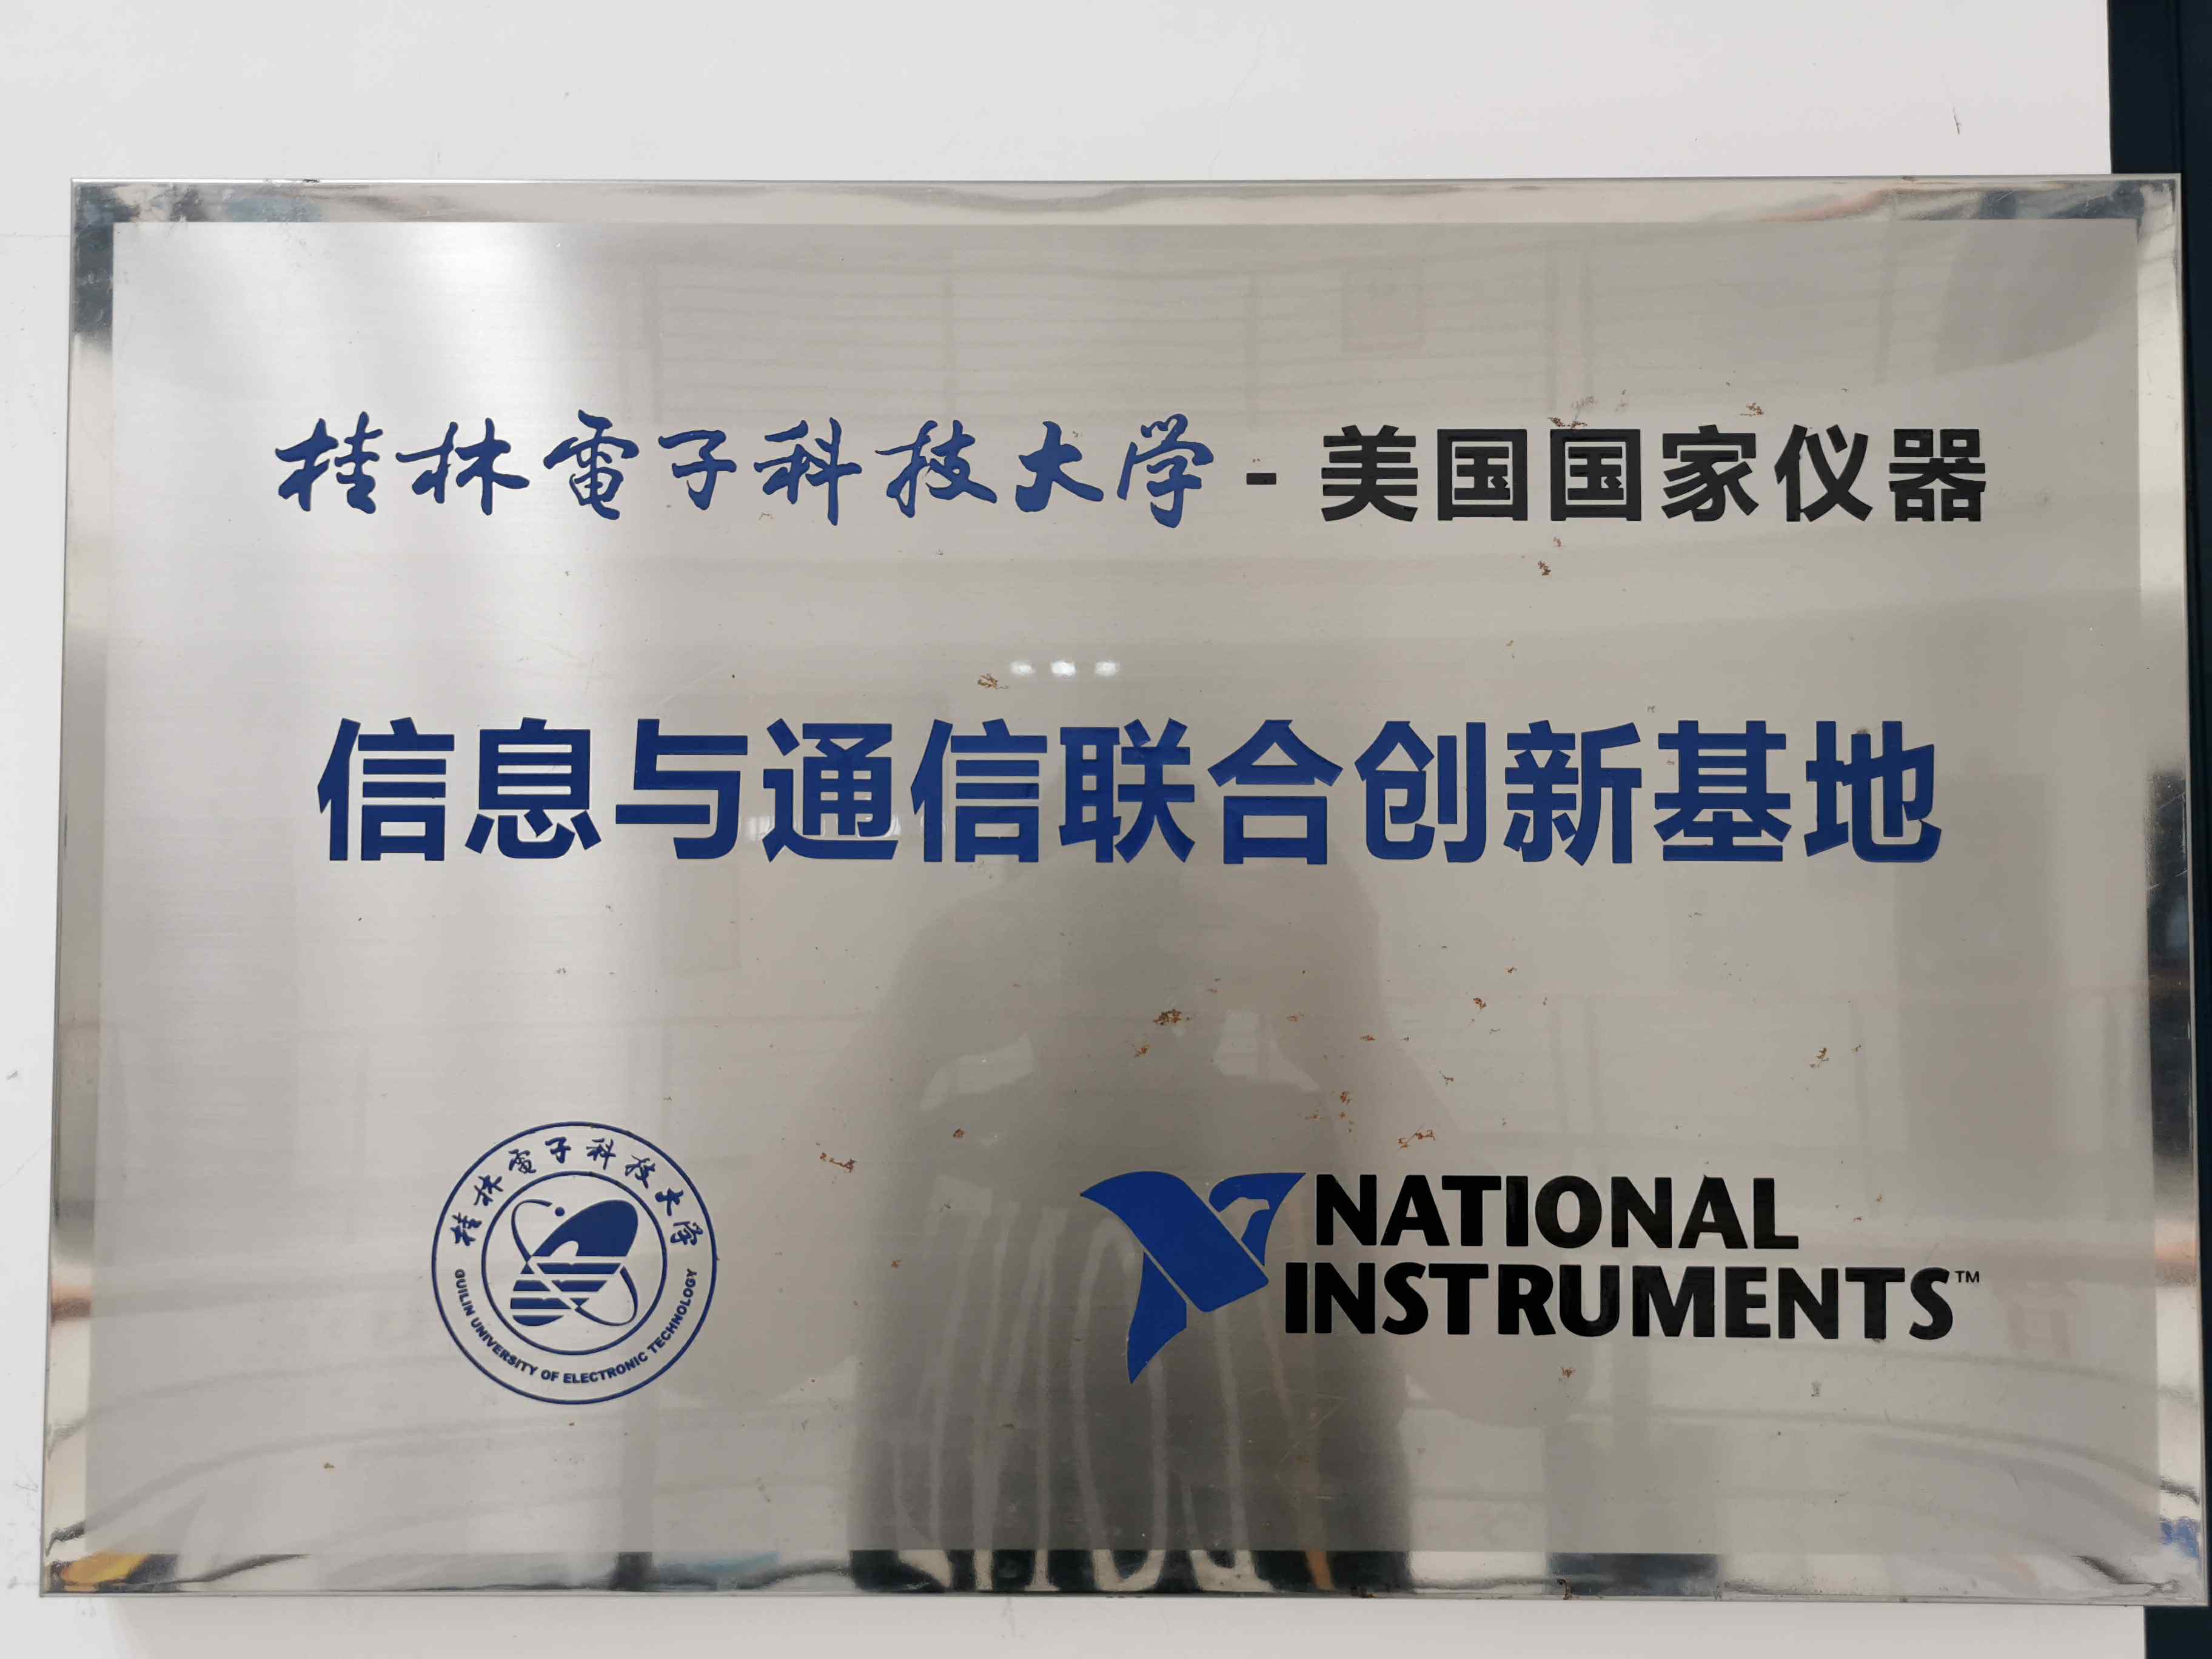 桂林電子科技大学-美国国家仪器
信息与通信联合创新基地
桂林電子科技大学
GUILIN UNIVERSITY OF ELECTRONIC TECHNOLOGY
NATIONAL
INSTRUMENTS™